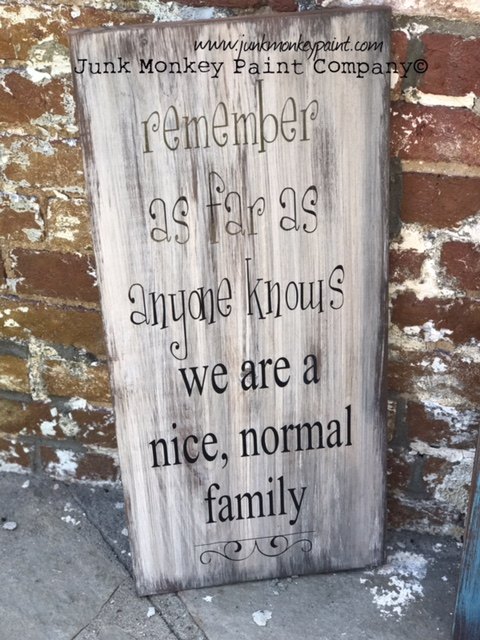 www.junkmonkeypaint.com
Junk Monkey Paint Company©
remember
as far as
anyone knows
we are a
nice, normal
family